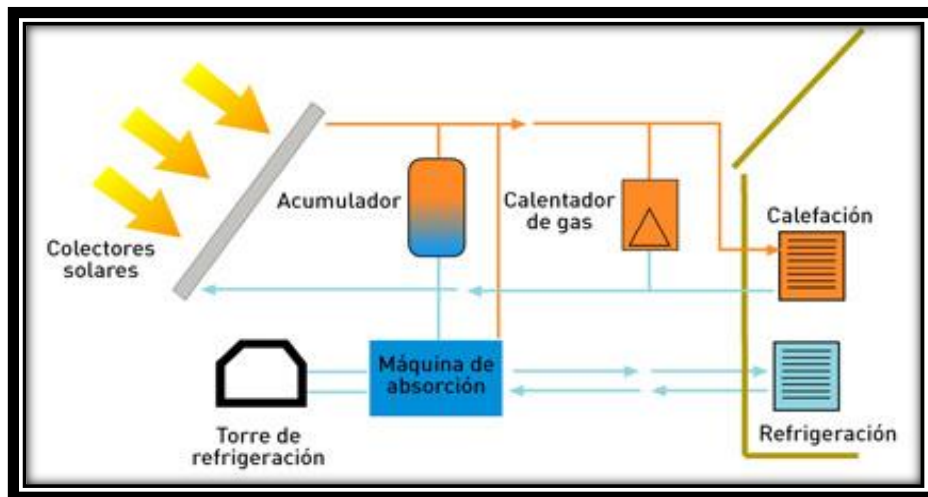 Colectores
solares
Acumulador
Calentador
de gas
Calefación
Máquina de
absorción
Torre de
refrigeración
Refrigeración